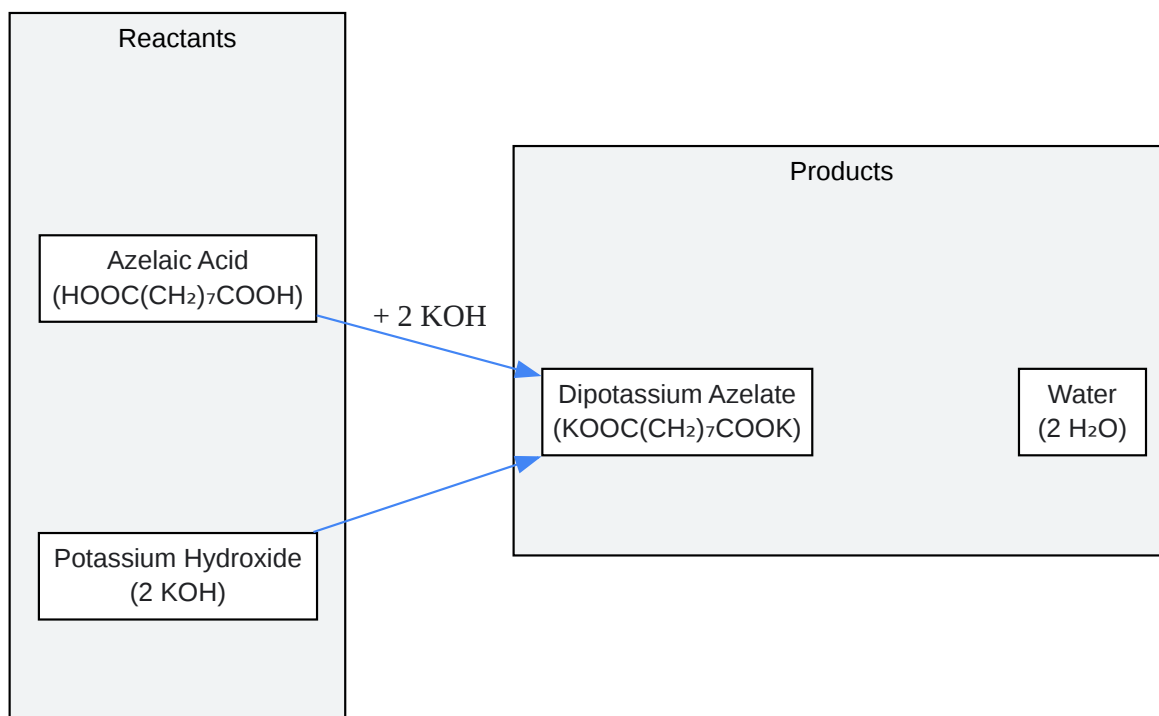 Reactants
Azelaic Acid
(HOOC(CH₂)₇COOH)
+ 2 KOH
Potassium Hydroxide
(2 KOH)
Products
Dipotassium Azelate
(KOOC(CH₂)₇COOK)
Water
(2 H₂O)